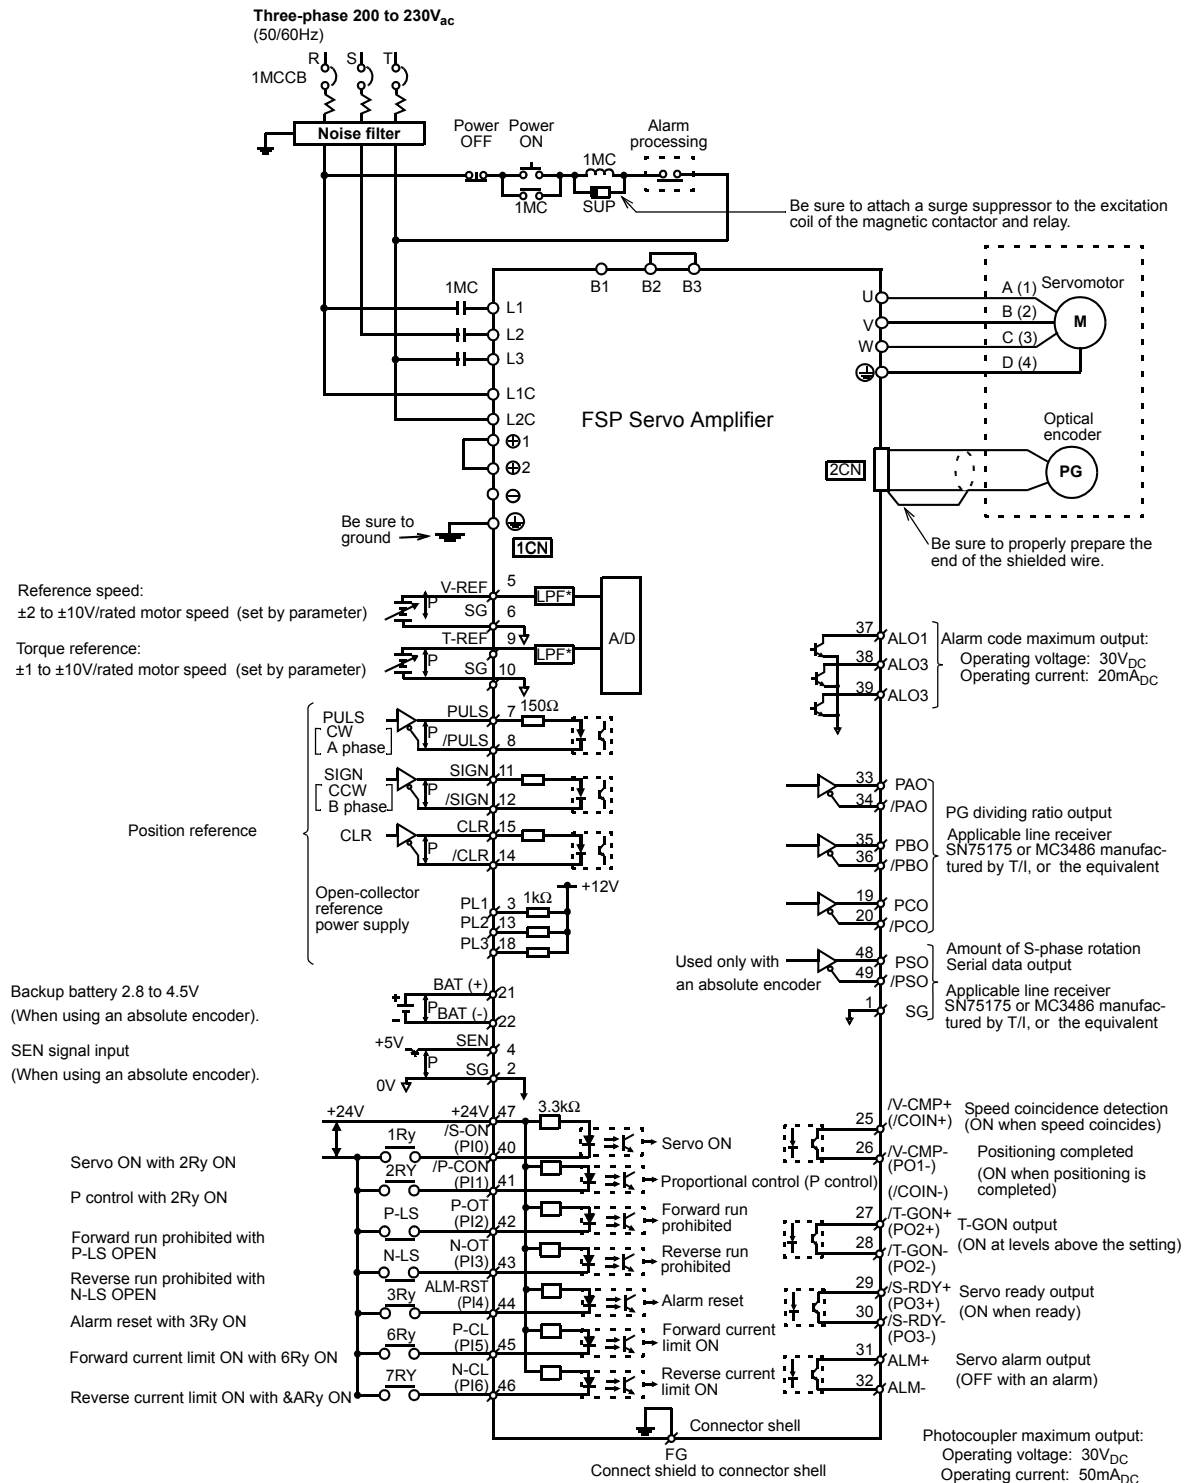 Three-phase 200 to 230Vac
(50/60Hz)
R S T
1MCCB
Noise filter
Power OFF
Power ON
Alarm processing
1MC
1MC
SUP
Be sure to attach a surge suppressor to the excitation
coil of the magnetic contactor and relay.
B1 B2 B3
1MC
L1
L2
L3
L1C
L2C
1
2
FSP Servo Amplifier
U
V
W
A (1)
B (2)
C (3)
D (4)
Servomotor
M
Optical
encoder
2CN
PG
Be sure to properly prepare the
end of the shielded wire.
Be sure to
ground
1CN
Reference speed:
±2 to ±10V/rated motor speed (set by parameter)
V-REF 5
P
SG 6
LPF*
Torque reference:
±1 to ±10V/rated motor speed (set by parameter)
T-REF 9
P
SG 10
LPF*
A/D
Position reference
PULS
CW
A phase
P
PULS 7
150Ω
/PULS 8
SIGN
CCW
B phase
P
SIGN 11
/SIGN 12
CLR
P
CLR 15
/CLR 14
Open-collector
reference
power supply
+12V
PL1 3 1kΩ
PL2 13
PL3 18
Backup battery 2.8 to 4.5V
(When using an absolute encoder).
+
-
P
BAT (+) 21
BAT (-) 22
SEN signal input
(When using an absolute encoder).
+5V
P
0V
SEN 4
SG 2
+24V
+24V 47
3.3kΩ
Servo ON with 2Ry ON
1Ry
/S-ON
(PI0) 40
Servo ON
P control with 2Ry ON
2RY
/P-CON
(PI1) 41
Proportional control (P control)
Forward run prohibited with
P-LS OPEN
P-LS
P-OT
(PI2) 42
Forward run
prohibited
Reverse run prohibited with
N-LS OPEN
N-LS
N-OT
(PI3) 43
Reverse run
prohibited
Alarm reset with 3Ry ON
3Ry
ALM-RST
(PI4) 44
Alarm reset
Forward current limit ON with 6Ry ON
6Ry
P-CL
(PI5) 45
Forward current
limit ON
Reverse current limit ON with &ARy ON
7RY
N-CL
(PI6) 46
Reverse current
limit ON
Connector shell
FG
Connect shield to connector shell
37 ALO1
38 ALO3
39 ALO3
Alarm code maximum output:
Operating voltage: 30VDC
Operating current: 20mADC
33 PAO
34 /PAO
35 PBO
36 /PBO
19 PCO
20 /PCO
PG dividing ratio output
Applicable line receiver
SN75175 or MC3486 manufac-
tured by T/I, or the equivalent
Used only with
an absolute encoder
48 PSO
49 /PSO
1 SG
Amount of S-phase rotation
Serial data output
Applicable line receiver
SN75175 or MC3486 manufac-
tured by T/I, or the equivalent
/V-CMP+
25 (/COIN+)
Speed coincidence detection
(ON when speed coincides)
26 /V-CMP-
(PO1-)
(/COIN-)
Positioning completed
(ON when positioning is
completed)
27 /T-GON+
(PO2+)
28 /T-GON-
(PO2-)
T-GON output
(ON at levels above the setting)
29 /S-RDY+
(PO3+)
30 /S-RDY-
(PO3-)
Servo ready output
(ON when ready)
31 ALM+
32 ALM-
Servo alarm output
(OFF with an alarm)
Photocoupler maximum output:
Operating voltage: 30VDC
Operating current: 50mADC